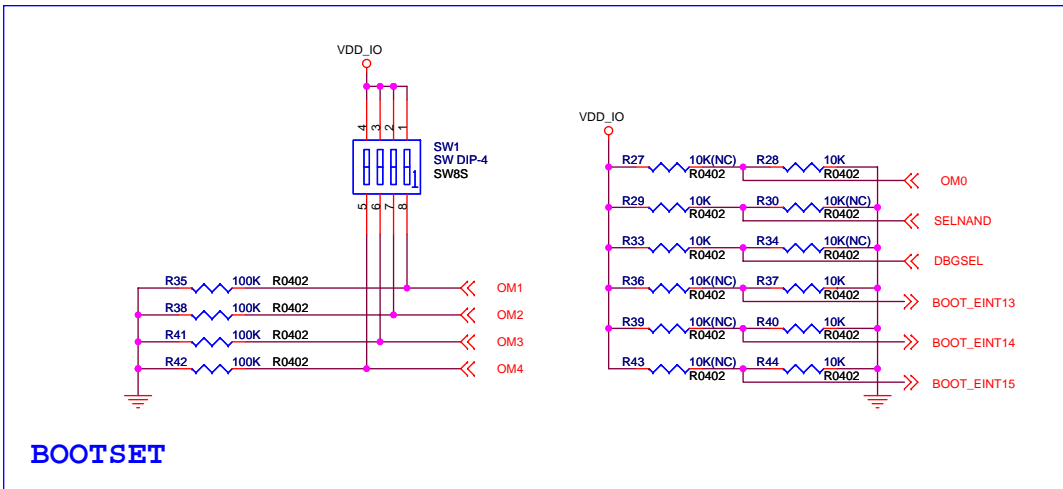 VDD_IO
4 3 2 1
SW1
SW DIP-4
SW8S
1
5 6 7 8
R35 100K R0402 OM1
R38 100K R0402 OM2
R41 100K R0402 OM3
R42 100K R0402 OM4
VDD_IO
R27 10K(NC) R28 10K
R0402 R0402 OM0
R29 10K R30 10K(NC)
R0402 R0402 SELNAND
R33 10K R34 10K(NC)
R0402 R0402 DBGSEL
R36 10K(NC) R37 10K
R0402 R0402 BOOT_EINT13
R39 10K(NC) R40 10K
R0402 R0402 BOOT_EINT14
R43 10K(NC) R44 10K
R0402 R0402 BOOT_EINT15
BOOTSET